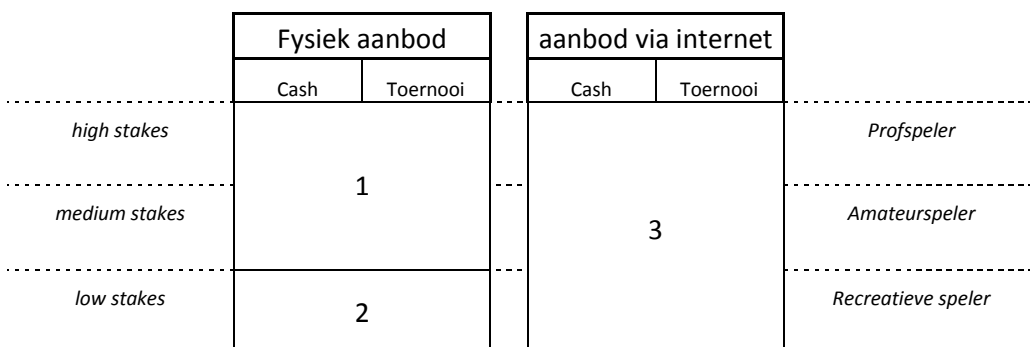 Fysiek aanbod aanbod via internet
Cash Toernooi Cash Toernooi
high stakes Profspeler
1
medium stakes Amateurspeler
3
low stakes Recreatieve speler
2